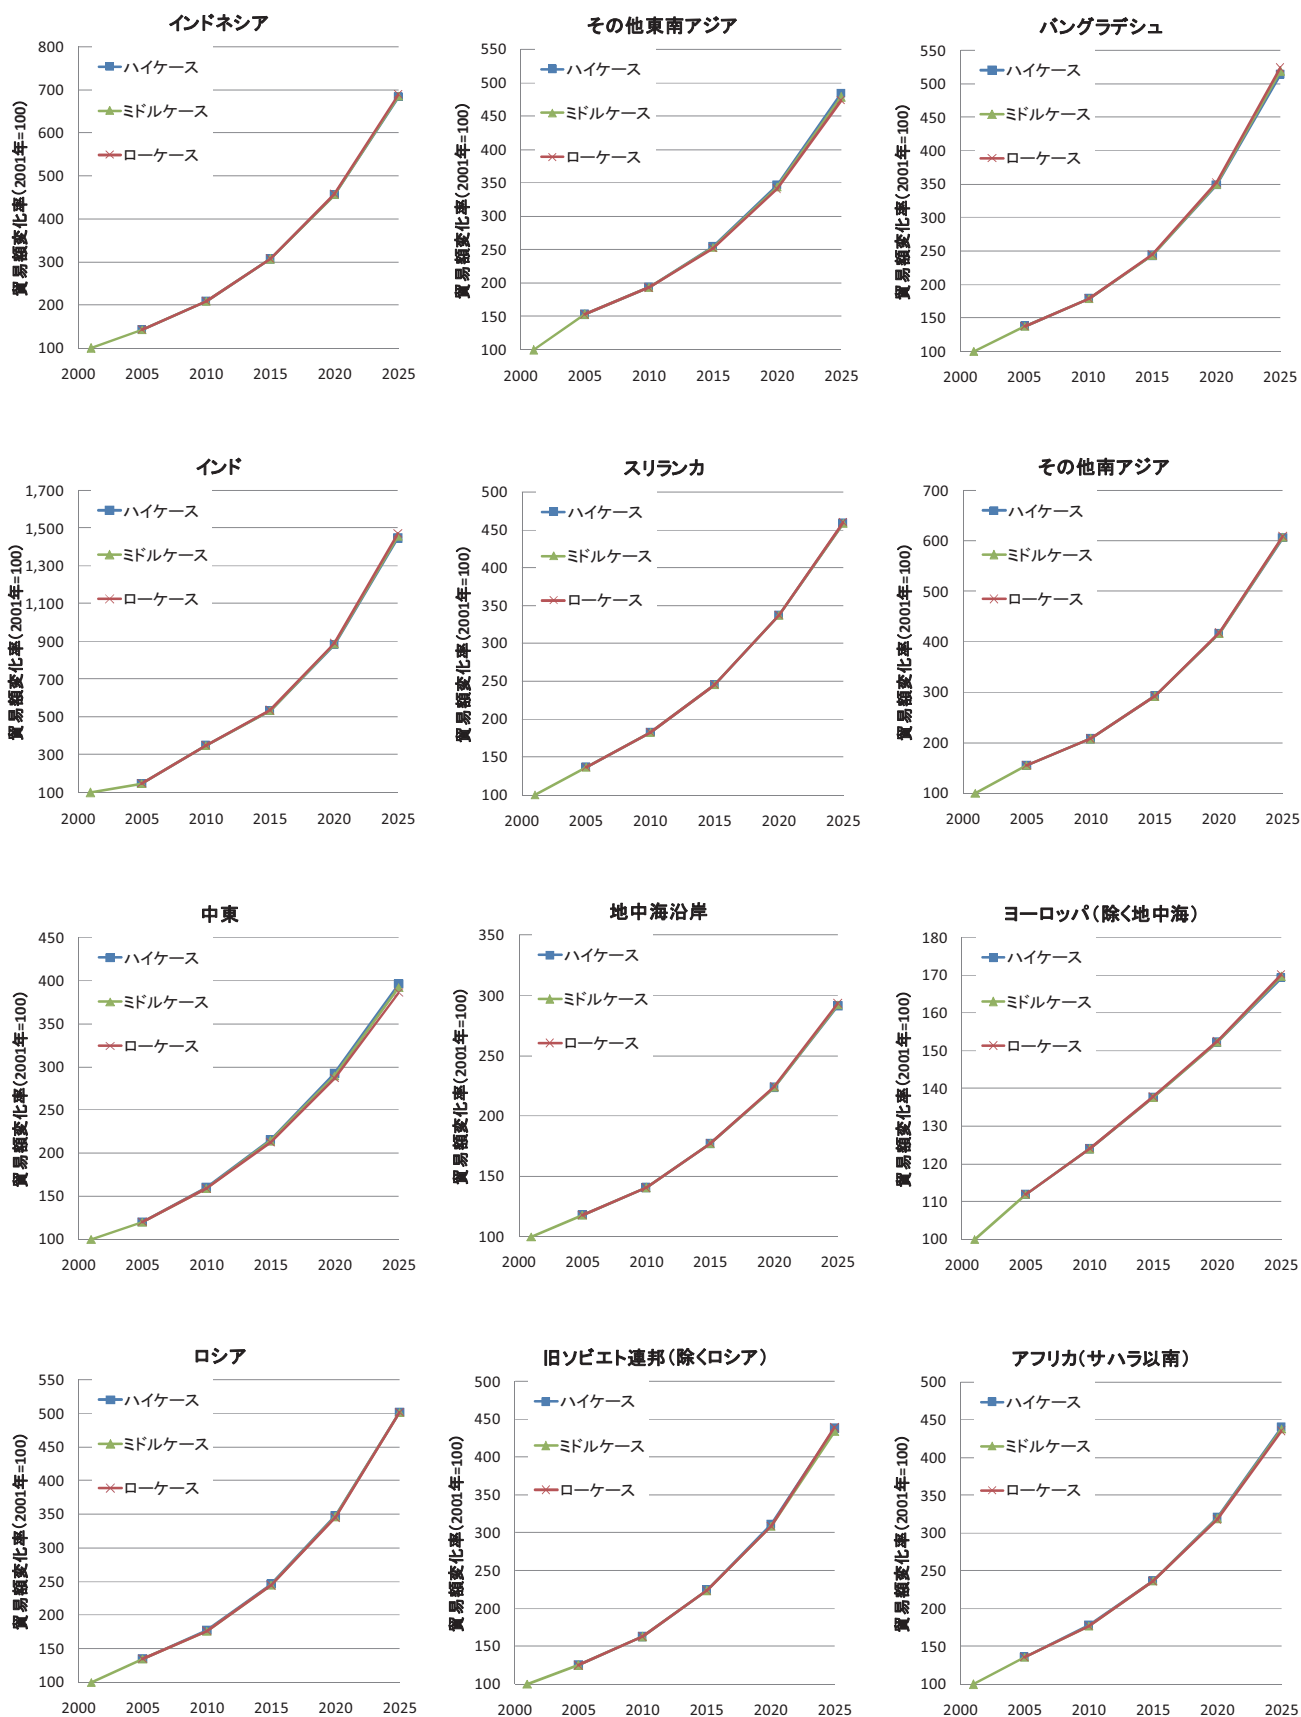 インドネシア
貿易額変化率(2001年=100)
800
700
600
500
400
300
200
100
2000 2005 2010 2015 2020 2025
ハイケース
ミドルケース
ローケース
その他東南アジア
貿易額変化率(2001年=100)
550
500
450
400
350
300
250
200
150
100
2000 2005 2010 2015 2020 2025
ハイケース
ミドルケース
ローケース
バングラデシュ
貿易額変化率(2001年=100)
550
500
450
400
350
300
250
200
150
100
2000 2005 2010 2015 2020 2025
ハイケース
ミドルケース
ローケース
インド
貿易額変化率(2001年=100)
1,700
1,500
1,300
1,100
900
700
500
300
100
2000 2005 2010 2015 2020 2025
ハイケース
ミドルケース
ローケース
スリランカ
貿易額変化率(2001年=100)
500
450
400
350
300
250
200
150
100
2000 2005 2010 2015 2020 2025
ハイケース
ミドルケース
ローケース
その他南アジア
貿易額変化率(2001年=100)
700
600
500
400
300
200
100
2000 2005 2010 2015 2020 2025
ハイケース
ミドルケース
ローケース
中東
貿易額変化率(2001年=100)
450
400
350
300
250
200
150
100
2000 2005 2010 2015 2020 2025
ハイケース
ミドルケース
ローケース
地中海沿岸
貿易額変化率(2001年=100)
350
300
250
200
150
100
2000 2005 2010 2015 2020 2025
ハイケース
ミドルケース
ローケース
ヨーロッパ(除く地中海)
貿易額変化率(2001年=100)
180
170
160
150
140
130
120
110
100
2000 2005 2010 2015 2020 2025
ハイケース
ミドルケース
ローケース
ロシア
貿易額変化率(2001年=100)
550
500
450
400
350
300
250
200
150
100
2000 2005 2010 2015 2020 2025
ハイケース
ミドルケース
ローケース
旧ソビエト連邦(除くロシア)
貿易額変化率(2001年=100)
500
450
400
350
300
250
200
150
100
2000 2005 2010 2015 2020 2025
ハイケース
ミドルケース
ローケース
アフリカ(サハラ以南)
貿易額変化率(2001年=100)
500
450
400
350
300
250
200
150
100
2000 2005 2010 2015 2020 2025
ハイケース
ミドルケース
ローケース